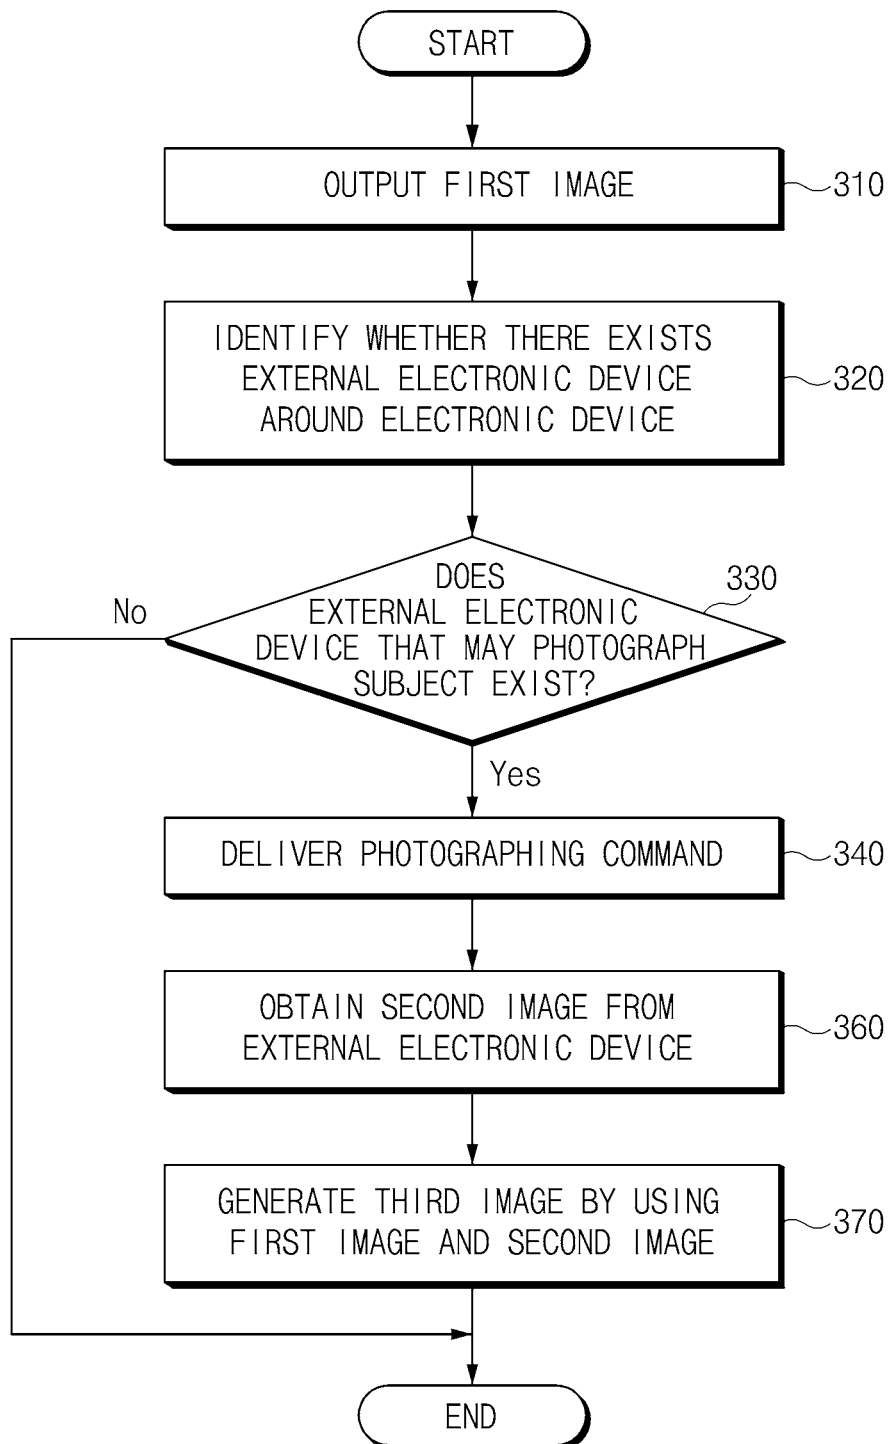 START
OUTPUT FIRST IMAGE
310
IDENTIFY WHETHER THERE EXISTS
EXTERNAL ELECTRONIC DEVICE
AROUND ELECTRONIC DEVICE
320
DOES
EXTERNAL ELECTRONIC
DEVICE THAT MAY PHOTOGRAPH
SUBJECT EXIST?
330
No
Yes
DELIVER PHOTOGRAPHING COMMAND
340
OBTAIN SECOND IMAGE FROM
EXTERNAL ELECTRONIC DEVICE
360
GENERATE THIRD IMAGE BY USING
FIRST IMAGE AND SECOND IMAGE
370
END